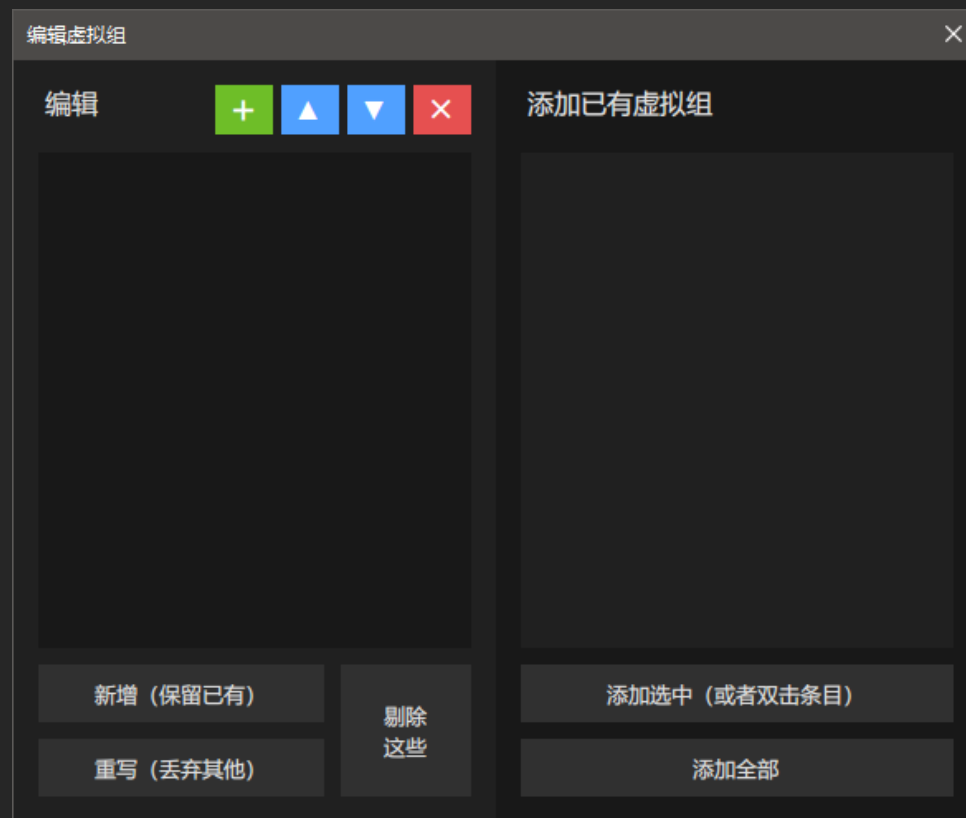 编辑虚拟组
编辑
添加已有虚拟组
新增（保留已有）
重写（丢弃其他）
剔除
这些
添加选中（或者双击条目）
添加全部